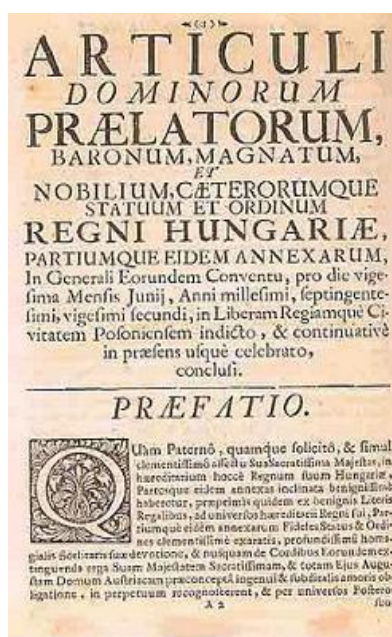 ARTICULI
DOMINORUM
PRÆLATORUM,
BARONUM, MAGNATUM,
ET
NOBILIUM, CÆTERORUMQUE
STATUUM ET ORDINUM
REGNI HUNGARIÆ,
PARTIUMQUE EIDEM ANNEXARUM,
In Generali Eorundem Conventu, pro die vige-
sima Mensis Junij, Anni millesimi, septingente-
simi, vigesimi secundi, in Liberam Regiamque Ci-
vitatem Posoniensem indicto, & continuativè
in præsens usque celebrato,
conclusi.
PRÆFATIO.
QUàm Paternô, quamque solicitô, & simul
clementissimô affectu Sua Sacratissima Majestas, in
hæreditarium hocce Regnum suum Hungariæ,
Partesque eidem annexas inclinata benignissimè
haberetur, præprimis quidem ex benignis Literis
Regalibus, ad universos hæreditarii Regni sui, Par-
tiumque eidem annexarum Fideles Status & Ordi-
nes clementissimè exaratis, profundissimâ homa-
gialis fidelitatis suæ devotione, & nusquam de Cordibus Eorundem ex-
tinguenda erga Suam Majestatem Sacratissimam, & totam Ejus Augu-
stam Domum Austriacam præconceptâ ingenui & subditalis amoris ob-
ligatione, in perpetuum recognoscerent, & per universos Posteros
A 2 suos